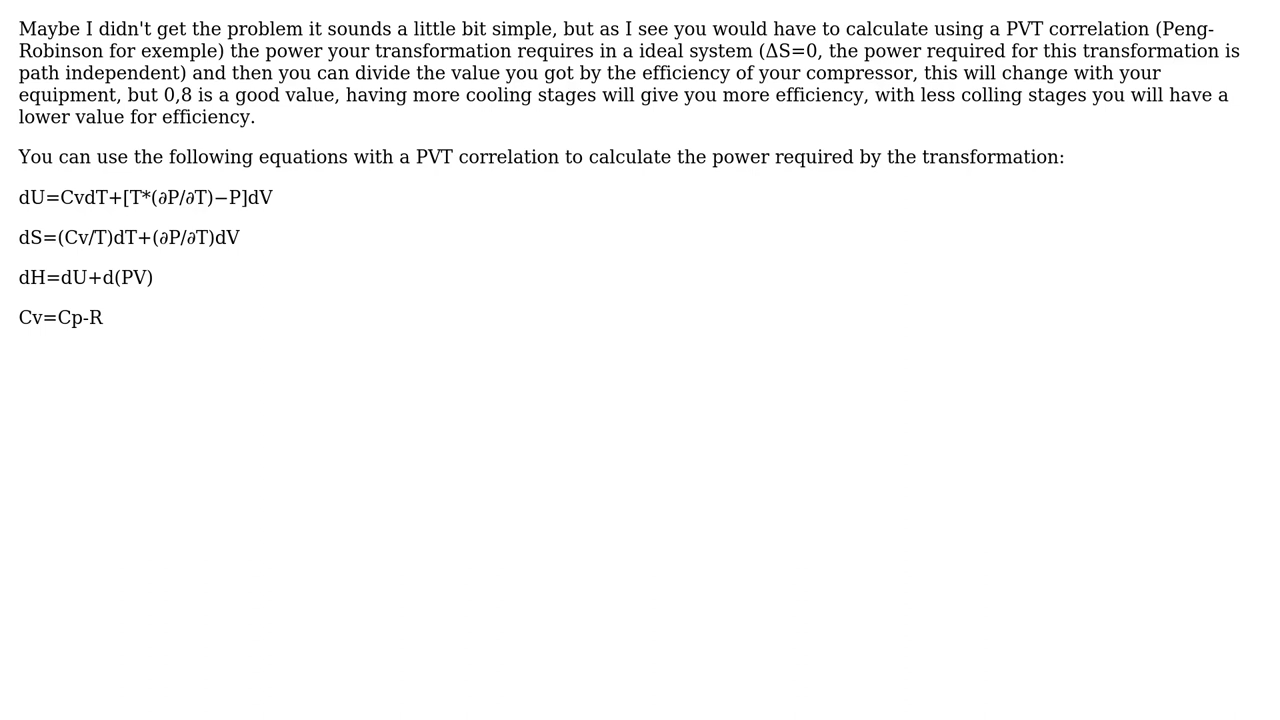 Maybe I didn't get the problem it sounds a little bit simple, but as I see you would have to calculate using a PVT correlation (Peng-
Robinson for exemple) the power your transformation requires in a ideal system (ΔS=0, the power required for this transformation is
path independent) and then you can divide the value you got by the efficiency of your compressor, this will change with your
equipment, but 0,8 is a good value, having more cooling stages will give you more efficiency, with less colling stages you will have a
lower value for efficiency.
You can use the following equations with a PVT correlation to calculate the power required by the transformation:
dU=CvdT+[T*(∂P/∂T)−P]dV
dS=(Cv/T)dT+(∂P/∂T)dV
dH=dU+d(PV)
Cv=Cp-R